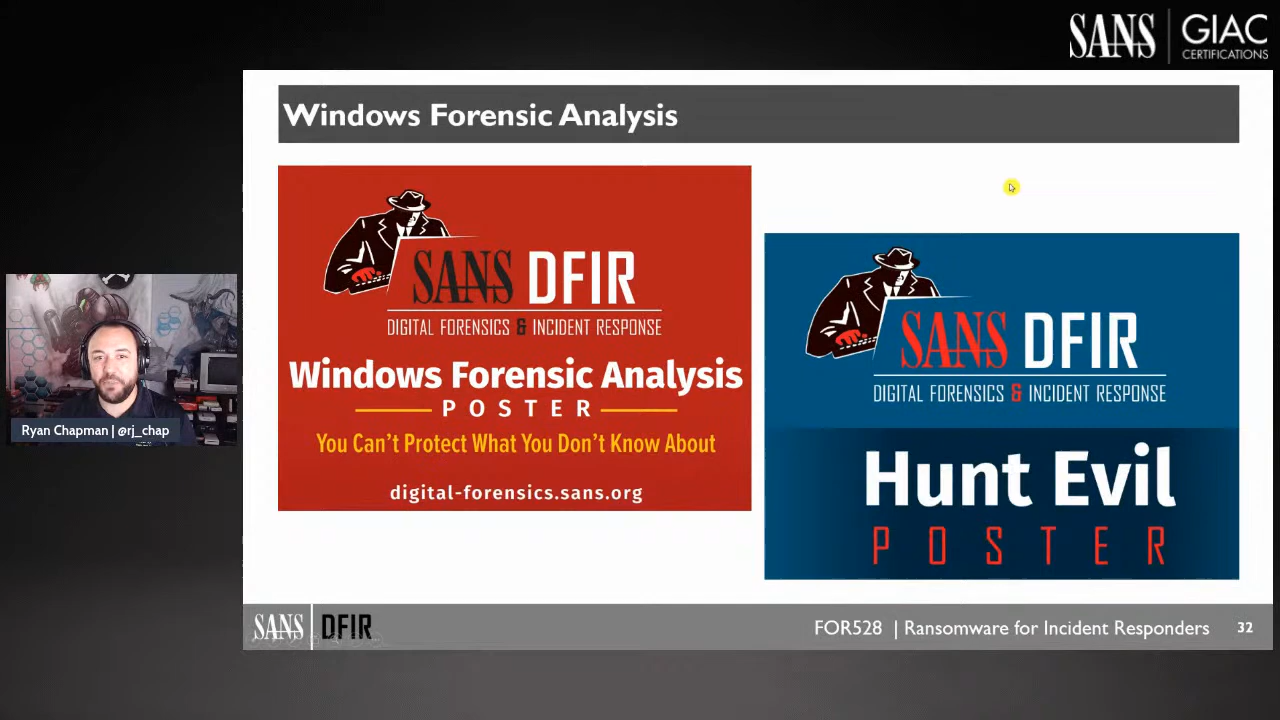 SANS GIAC
CERTIFICATIONS
Windows Forensic Analysis
SANS DFIR
DIGITAL FORENSICS & INCIDENT RESPONSE
Windows Forensic Analysis
POSTER
You Can't Protect What You Don't Know About
digital-forensics.sans.org
SANS DFIR
DIGITAL FORENSICS & INCIDENT RESPONSE
Hunt Evil
POSTER
Ryan Chapman | @rj_chap
SANS DFIR
FOR528 | Ransomware for Incident Responders 32